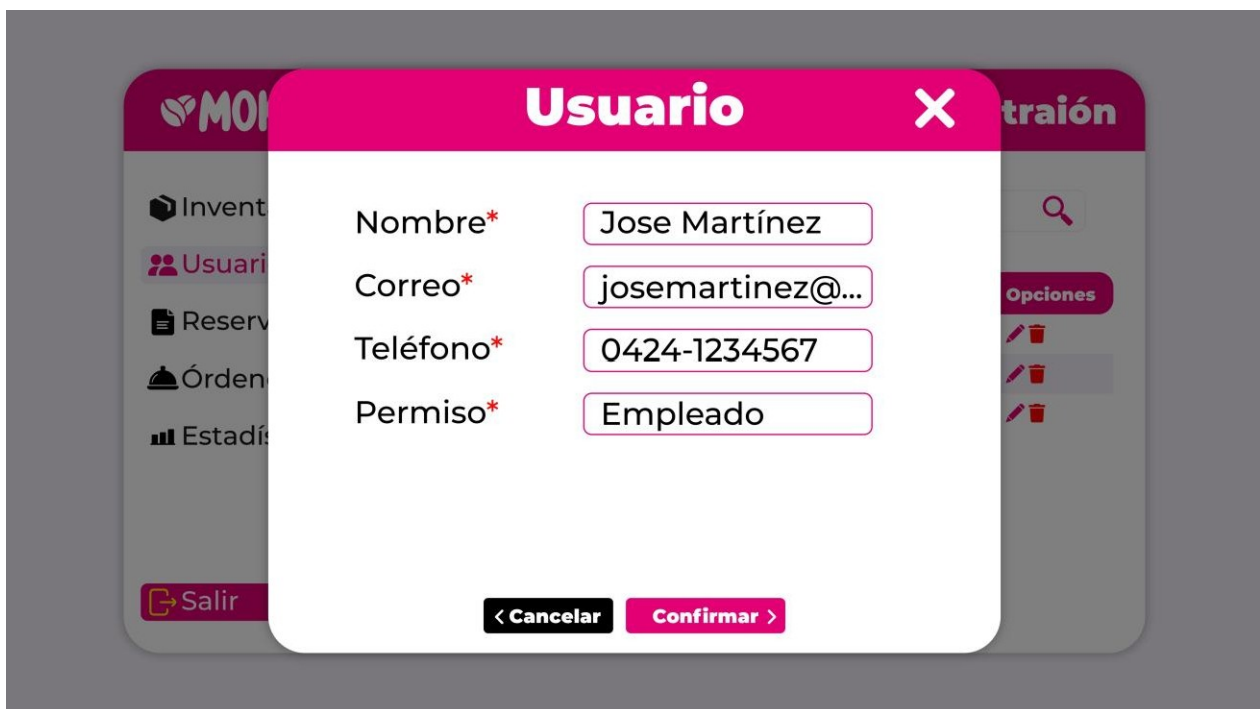 MOK
Usuario
traión
Invent
Nombre*
Jose Martínez
Usuari
Correo*
josemartinez@...
Opciones
Reserv
Teléfono*
0424-1234567
Órden
Permiso*
Empleado
Estadís
Salir
< Cancelar
Confirmar >